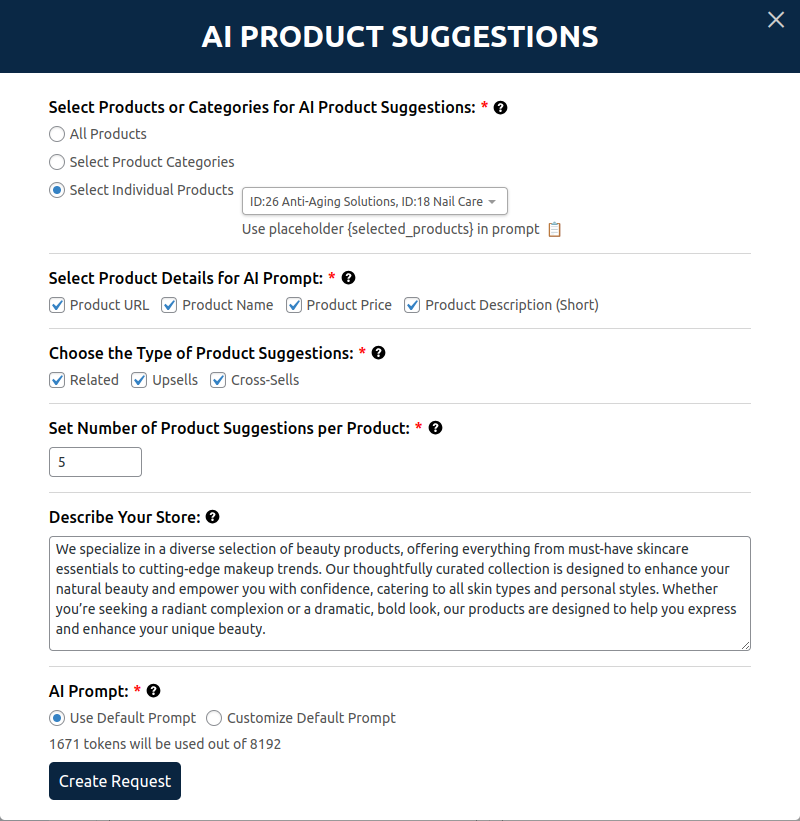 AI PRODUCT SUGGESTIONS
Select Products or Categories for AI Product Suggestions: *
All Products
Select Product Categories
Select Individual Products
ID:26 Anti-Aging Solutions, ID:18 Nail Care
Use placeholder {selected_products} in prompt
Select Product Details for AI Prompt: *
Product URL Product Name Product Price Product Description (Short)
Choose the Type of Product Suggestions: *
Related Upsells Cross-Sells
Set Number of Product Suggestions per Product: *
5
Describe Your Store:
We specialize in a diverse selection of beauty products, offering everything from must-have skincare
essentials to cutting-edge makeup trends. Our thoughtfully curated collection is designed to enhance your
natural beauty and empower you with confidence, catering to all skin types and personal styles. Whether
you’re seeking a radiant complexion or a dramatic, bold look, our products are designed to help you express
and enhance your unique beauty.
AI Prompt: *
Use Default Prompt Customize Default Prompt
1671 tokens will be used out of 8192
Create Request